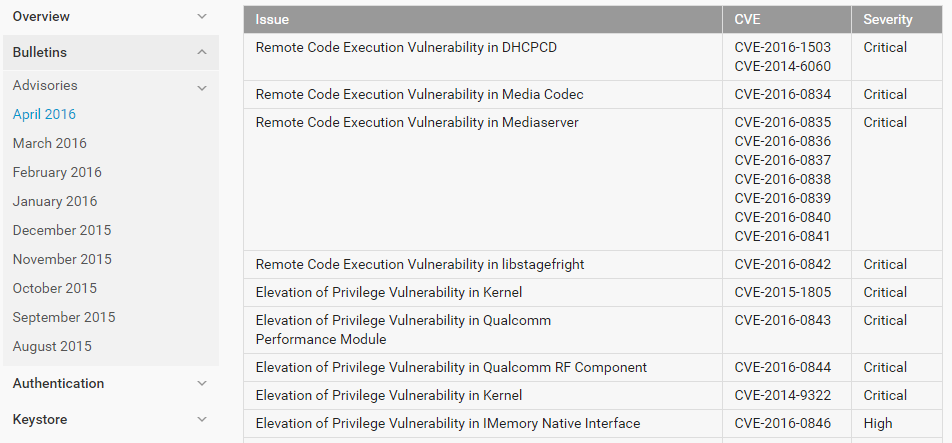 Overview
Bulletins
Advisories
April 2016
March 2016
February 2016
January 2016
December 2015
November 2015
October 2015
September 2015
August 2015
Authentication
Keystore
Issue CVE Severity
Remote Code Execution Vulnerability in DHCPCD CVE-2016-1503 Critical
CVE-2014-6060
Remote Code Execution Vulnerability in Media Codec CVE-2016-0834 Critical
Remote Code Execution Vulnerability in Mediaserver CVE-2016-0835 Critical
CVE-2016-0836
CVE-2016-0837
CVE-2016-0838
CVE-2016-0839
CVE-2016-0840
CVE-2016-0841
Remote Code Execution Vulnerability in libstagefright CVE-2016-0842 Critical
Elevation of Privilege Vulnerability in Kernel CVE-2015-1805 Critical
Elevation of Privilege Vulnerability in Qualcomm CVE-2016-0843 Critical
Performance Module
Elevation of Privilege Vulnerability in Qualcomm RF Component CVE-2016-0844 Critical
Elevation of Privilege Vulnerability in Kernel CVE-2014-9322 Critical
Elevation of Privilege Vulnerability in IMemory Native Interface CVE-2016-0846 High